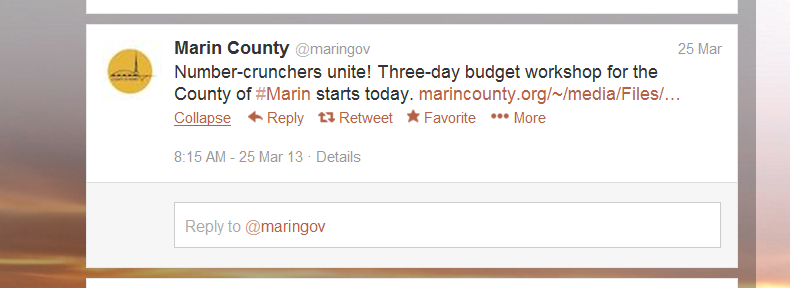 Marin County @maringov 25 Mar
Number-crunchers unite! Three-day budget workshop for the
County of #Marin starts today. marincounty.org/~/media/Files/…
Collapse Reply Retweet Favorite More
8:15 AM - 25 Mar 13 · Details
Reply to @maringov